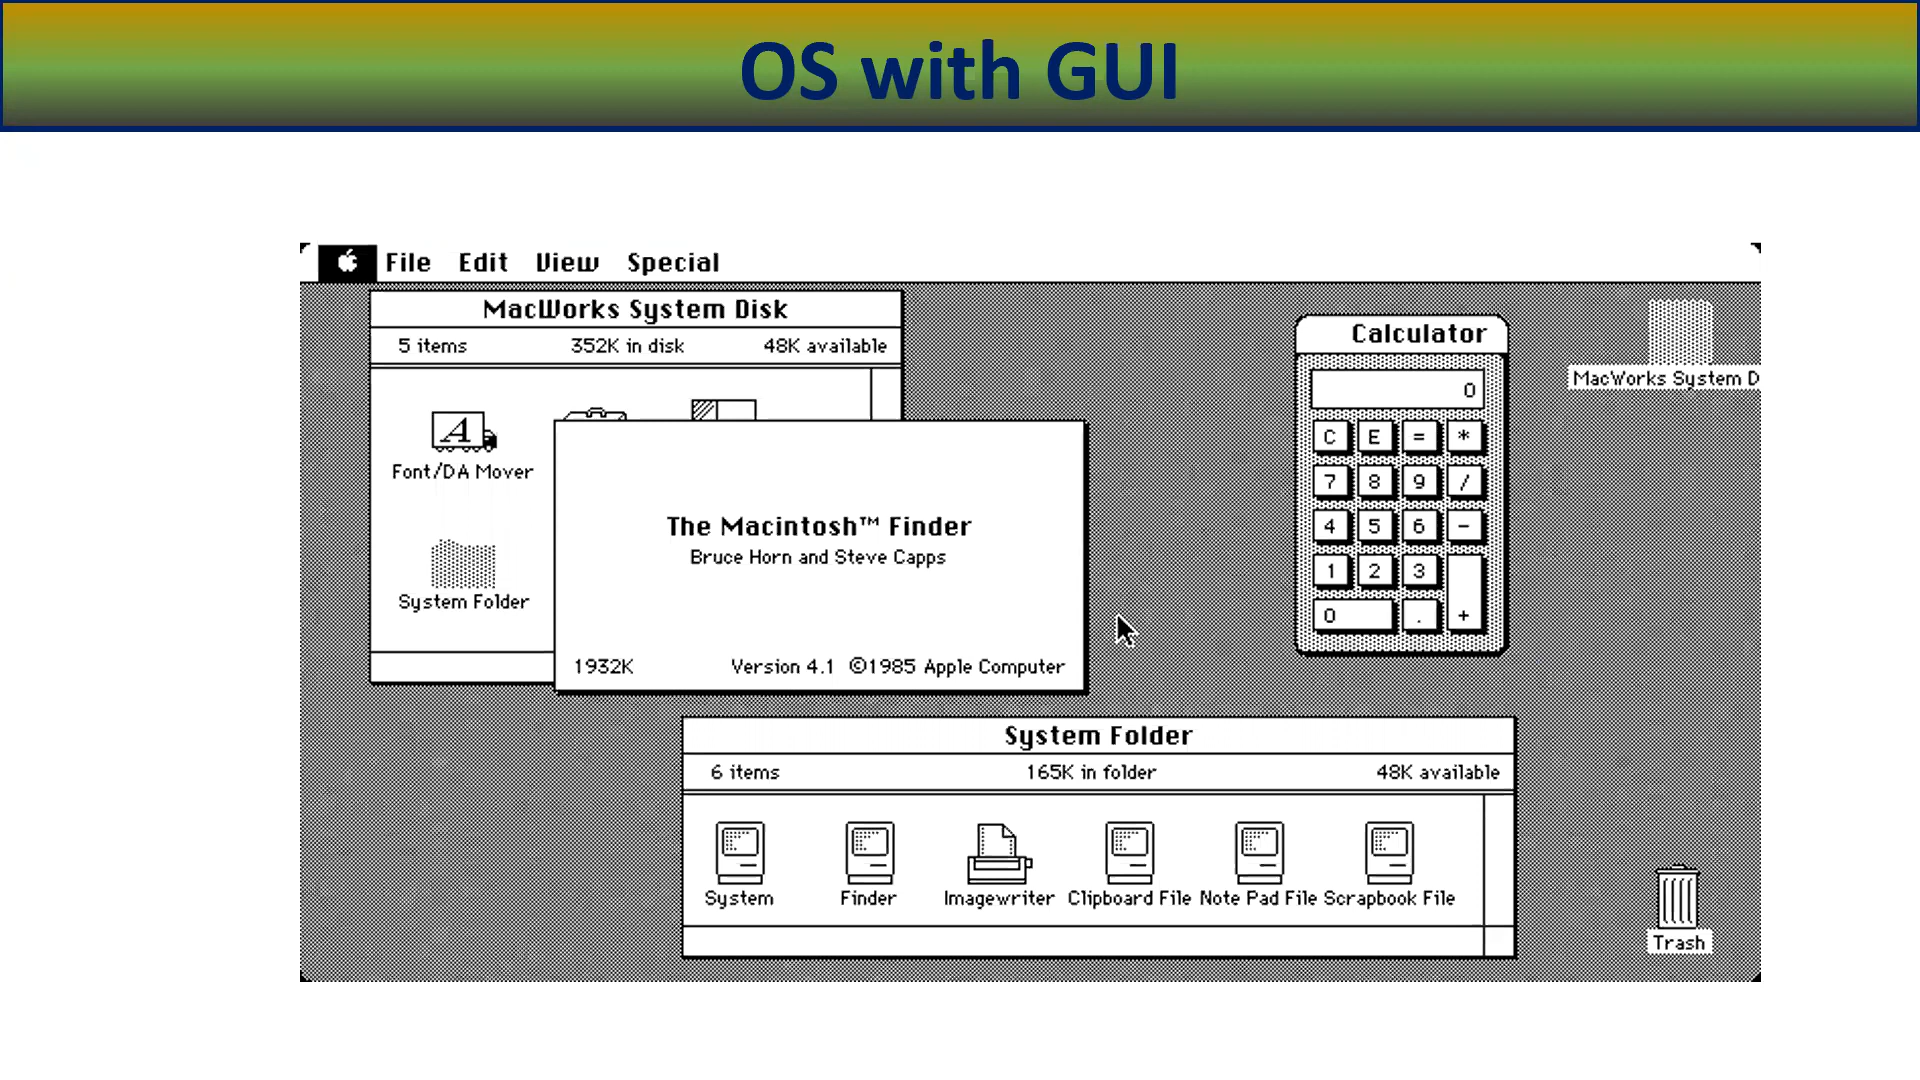 OS with GUI
File Edit View Special
MacWorks System Disk
5 items 352K in disk 48K available
Font/DA Mover
System Folder
The Macintosh™ Finder
Bruce Horn and Steve Capps
1932K Version 4.1 ©1985 Apple Computer
Calculator
0
C E = *
7 8 9 /
4 5 6 -
1 2 3
0 . +
MacWorks System D
System Folder
6 items 165K in folder 48K available
System Finder Imagewriter Clipboard File Note Pad File Scrapbook File
Trash